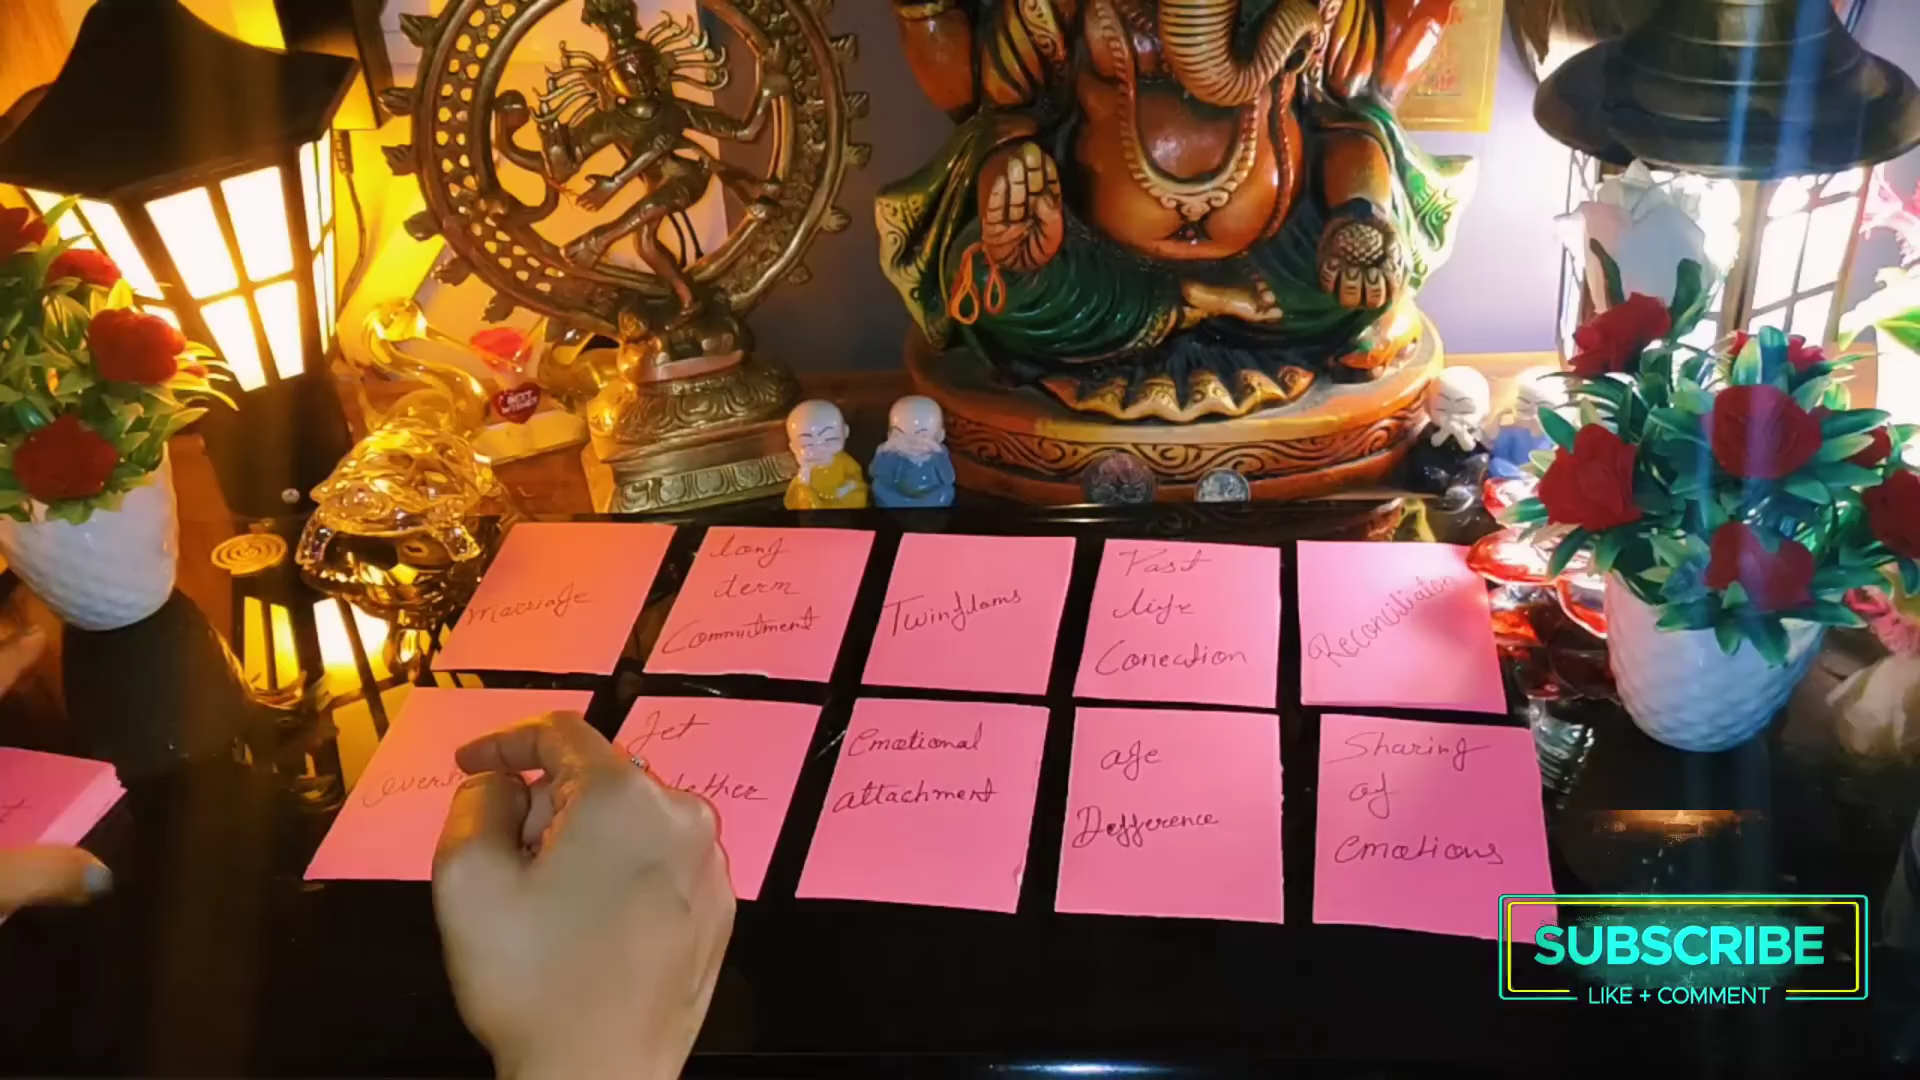 Marriage
long
term
Commitment
Twinflams
Past
life
Conection
Reconciliation
Jet
emotional
attachment
age
Defference
Sharing
of
emotions
SUBSCRIBE
LIKE + COMMENT